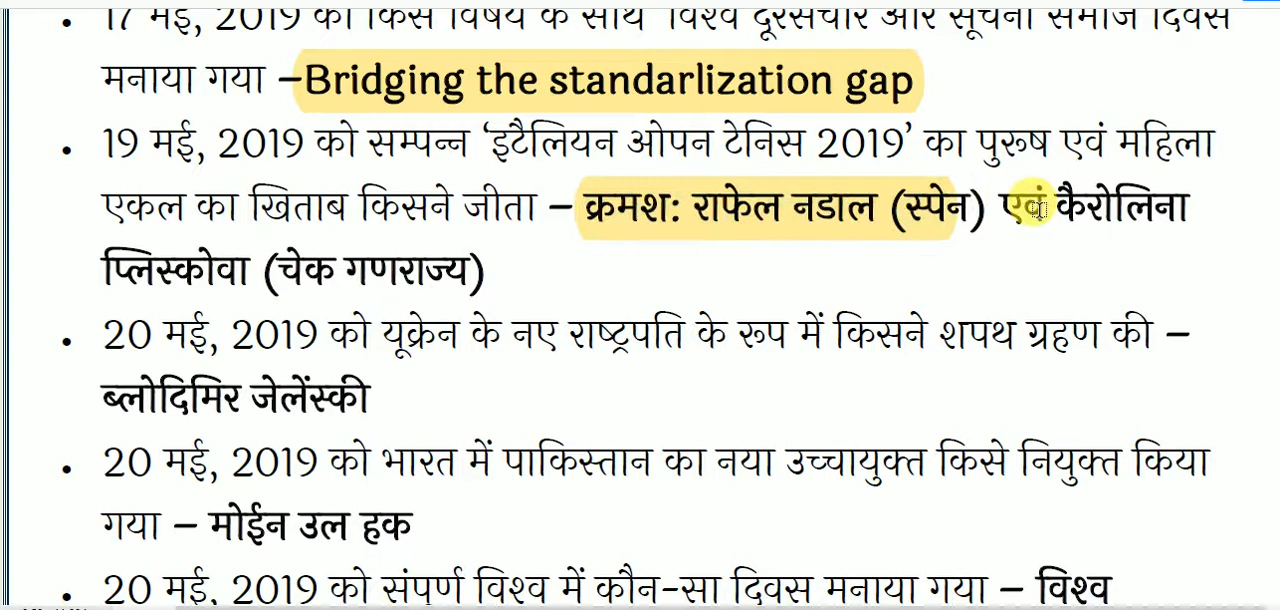 • 17 मई, 2019 को किस विषय के साथ 'विश्व दूरसंचार और सूचना समाज दिवस
मनाया गया –Bridging the standarlization gap
• 19 मई, 2019 को सम्पन्न ‘इटैलियन ओपन टेनिस 2019’ का पुरूष एवं महिला
एकल का खिताब किसने जीता – क्रमश: राफेल नडाल (स्पेन) एवं कैरोलिना
प्लिस्कोवा (चेक गणराज्य)
• 20 मई, 2019 को यूक्रेन के नए राष्ट्रपति के रूप में किसने शपथ ग्रहण की –
ब्लोदिमिर जेलेंस्की
• 20 मई, 2019 को भारत में पाकिस्तान का नया उच्चायुक्त किसे नियुक्त किया
गया – मोईन उल हक
• 20 मई, 2019 को संपूर्ण विश्व में कौन-सा दिवस मनाया गया – विश्व